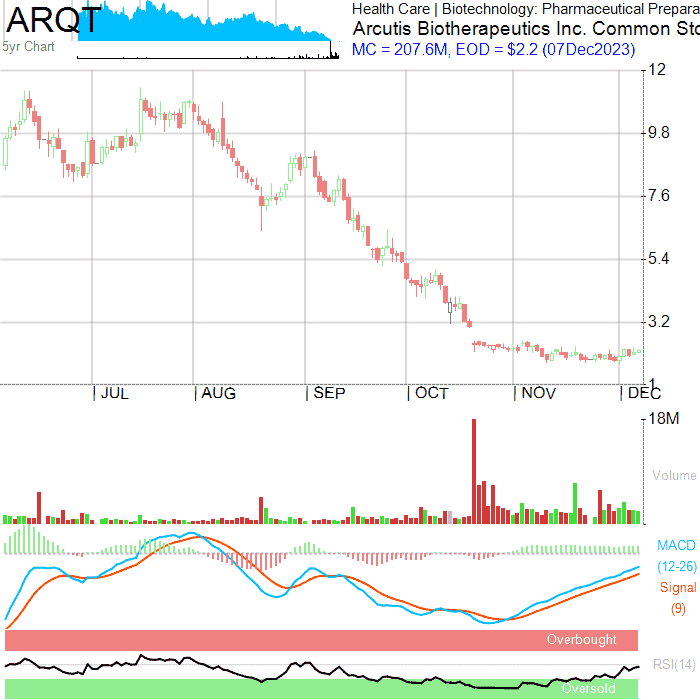 ARQT
5yr Chart
Health Care | Biotechnology: Pharmaceutical Prepara
Arcutis Biotherapeutics Inc. Common Sto
MC = 207.6M, EOD = $2.2 (07Dec2023)
12
9.8
7.6
5.4
3.2
1
JUL
AUG
SEP
OCT
NOV
DEC
18M
Volume
MACD
(12-26)
Signal
(9)
Overbought
RSI(14)
Oversold